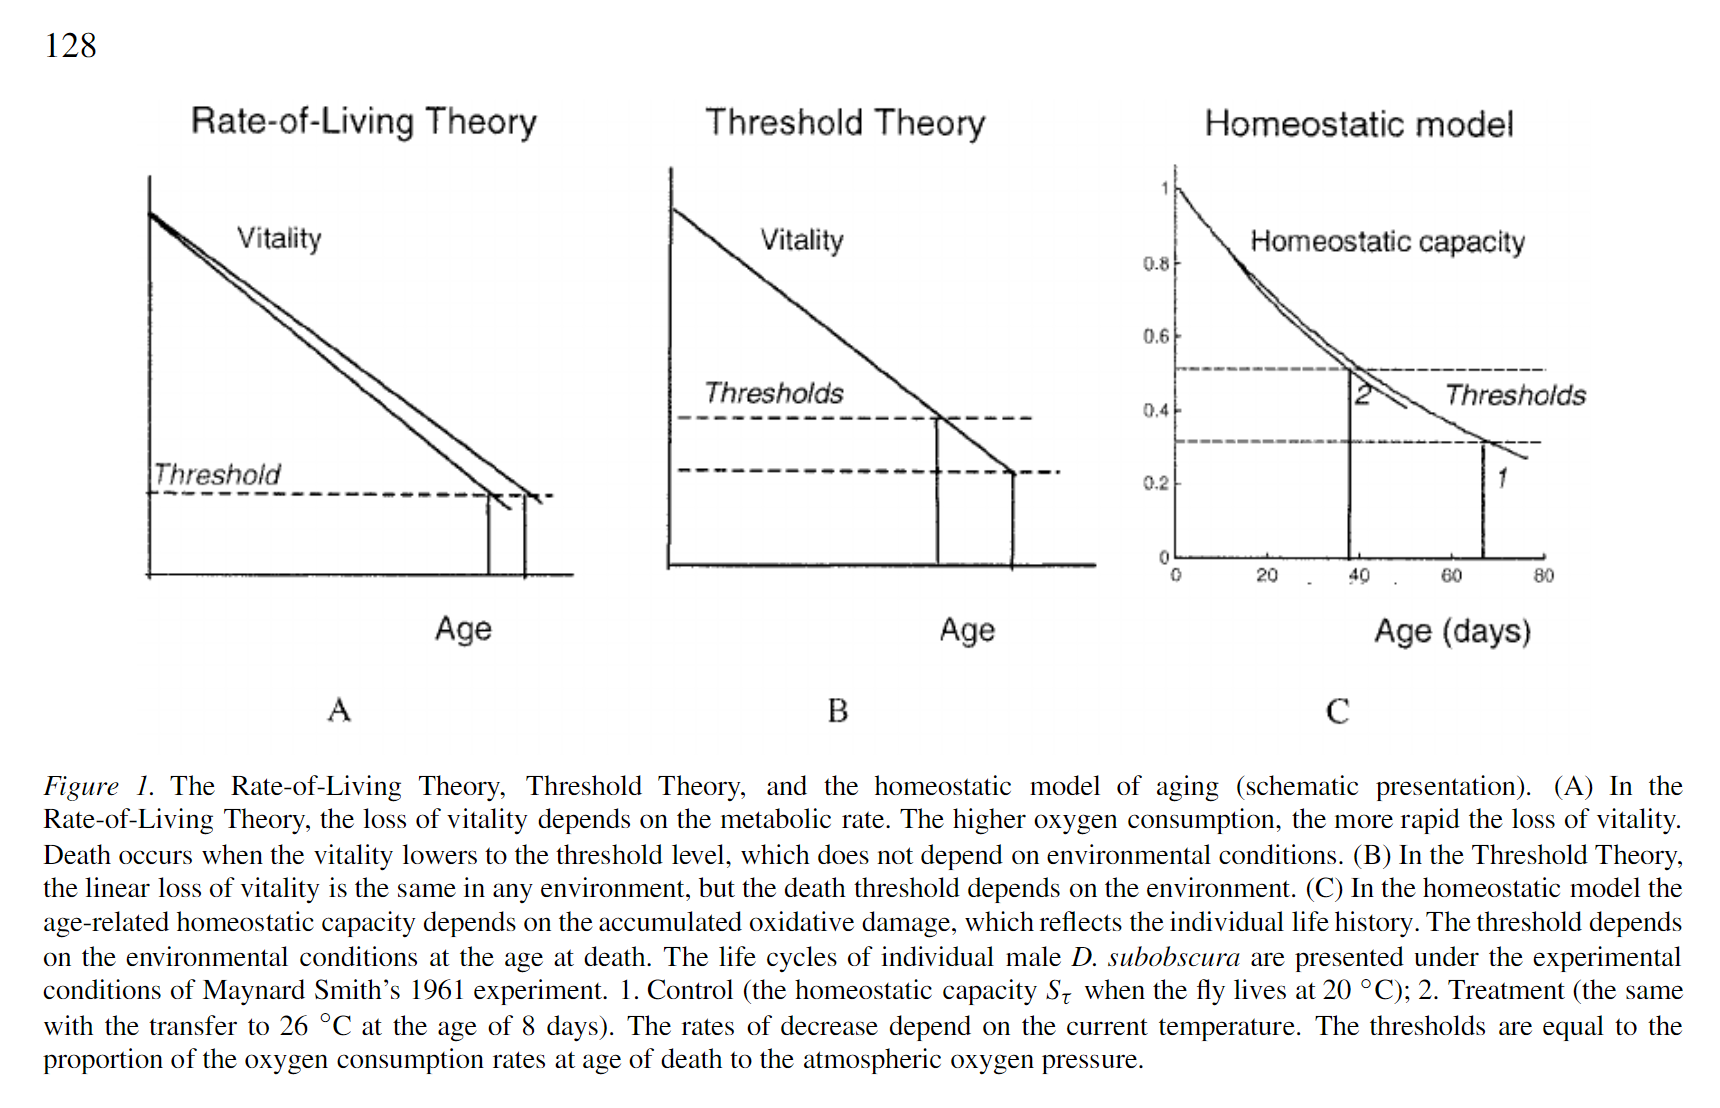 128
Rate-of-Living Theory
Threshold Theory
Homeostatic model
Vitality
Threshold
Age
A
Vitality
Thresholds
Age
B
1
0.8
0.6
0.4
0.2
0
Homeostatic capacity
Thresholds
2
1
0 20 40 60 80
Age (days)
C
Figure 1. The Rate-of-Living Theory, Threshold Theory, and the homeostatic model of aging (schematic presentation). (A) In the
Rate-of-Living Theory, the loss of vitality depends on the metabolic rate. The higher oxygen consumption, the more rapid the loss of vitality.
Death occurs when the vitality lowers to the threshold level, which does not depend on environmental conditions. (B) In the Threshold Theory,
the linear loss of vitality is the same in any environment, but the death threshold depends on the environment. (C) In the homeostatic model the
age-related homeostatic capacity depends on the accumulated oxidative damage, which reflects the individual life history. The threshold depends
on the environmental conditions at the age at death. The life cycles of individual male D. subobscura are presented under the experimental
conditions of Maynard Smith's 1961 experiment. 1. Control (the homeostatic capacity Sτ when the fly lives at 20 °C); 2. Treatment (the same
with the transfer to 26 °C at the age of 8 days). The rates of decrease depend on the current temperature. The thresholds are equal to the
proportion of the oxygen consumption rates at age of death to the atmospheric oxygen pressure.